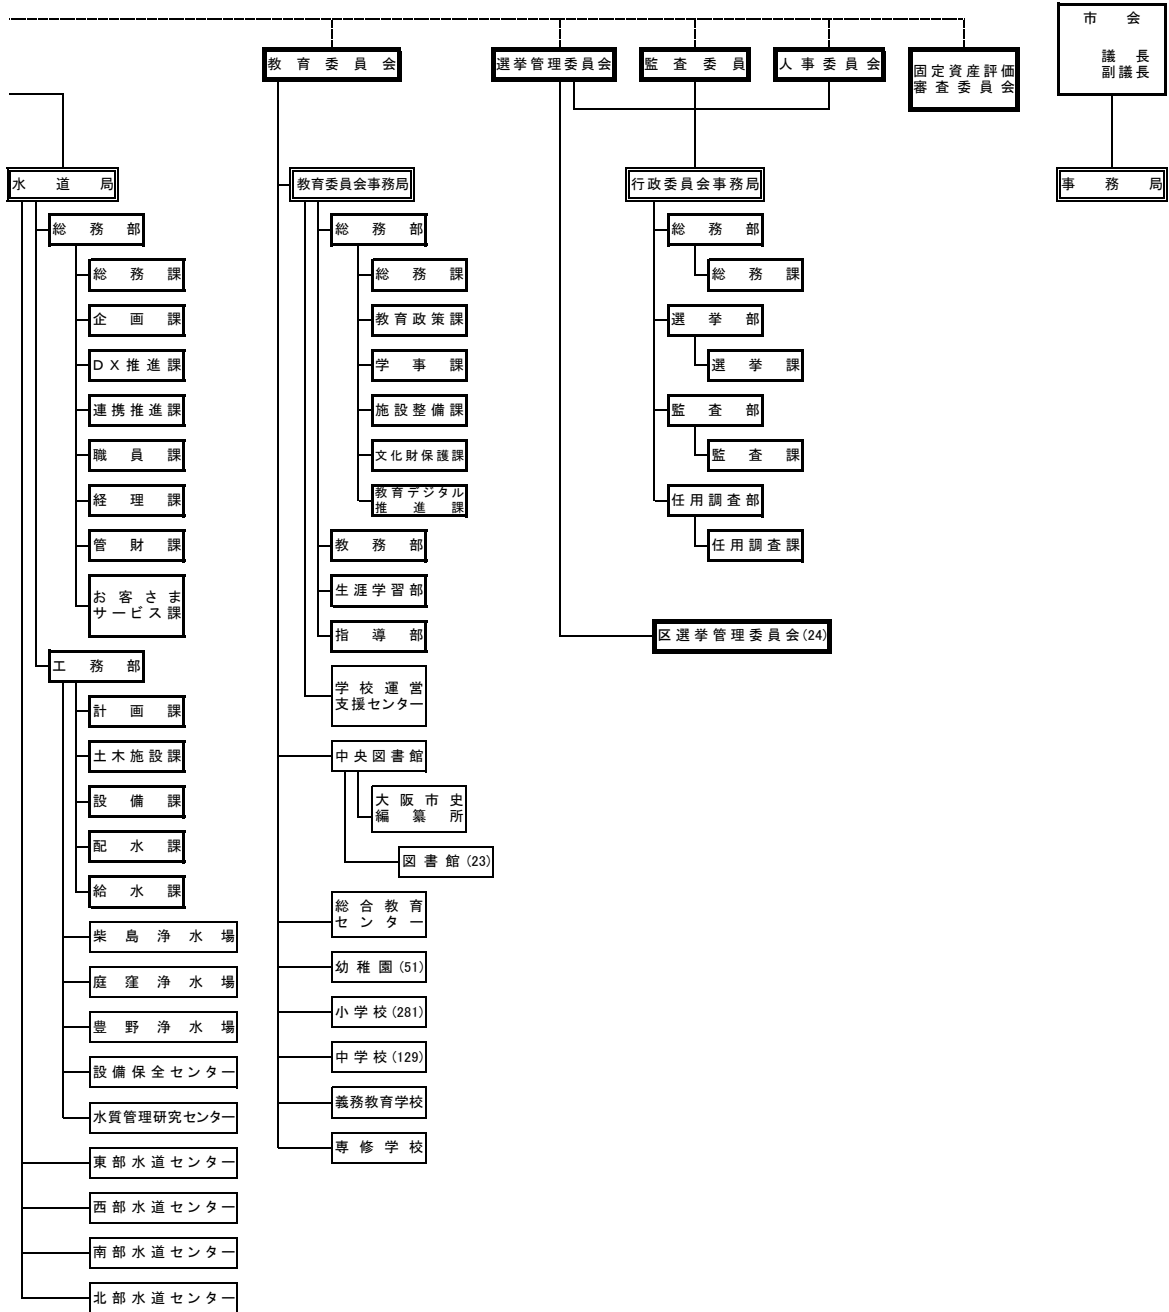 市会
議長
副議長
教育委員会
選挙管理委員会
監査委員
人事委員会
固定資産評価
審査委員会
水道局
総務部
総務課
企画課
DX推進課
連携推進課
職員課
経理課
管財課
お客さま
サービス課
工務部
計画課
土木施設課
設備課
配水課
給水課
柴島浄水場
庭窪浄水場
豊野浄水場
設備保全センター
水質管理研究センター
東部水道センター
西部水道センター
南部水道センター
北部水道センター
教育委員会事務局
総務部
総務課
教育政策課
学事課
施設整備課
文化財保護課
教育デジタル
推進課
教務部
生涯学習部
指導部
学校運営
支援センター
中央図書館
大阪市史
編纂所
図書館(23)
総合教育
センター
幼稚園(51)
小学校(281)
中学校(129)
義務教育学校
専修学校
行政委員会事務局
総務部
総務課
選挙部
選挙課
監査部
監査課
任用調査部
任用調査課
区選挙管理委員会(24)
事務局